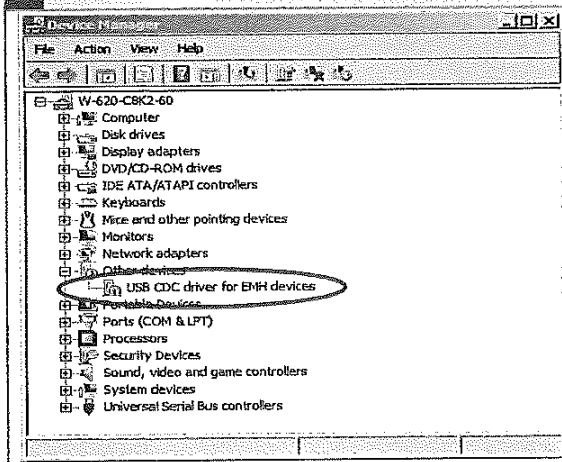 Device Manager
File Action View Help
W-620-C8K2-60
Computer
Disk drives
Display adapters
DVD/CD-ROM drives
IDE ATA/ATAPI controllers
Keyboards
Mice and other pointing devices
Monitors
Network adapters
Other devices
USB CDC driver for EMH devices
Portable Devices
Ports (COM & LPT)
Processors
Security Devices
Sound, video and game controllers
System devices
Universal Serial Bus controllers